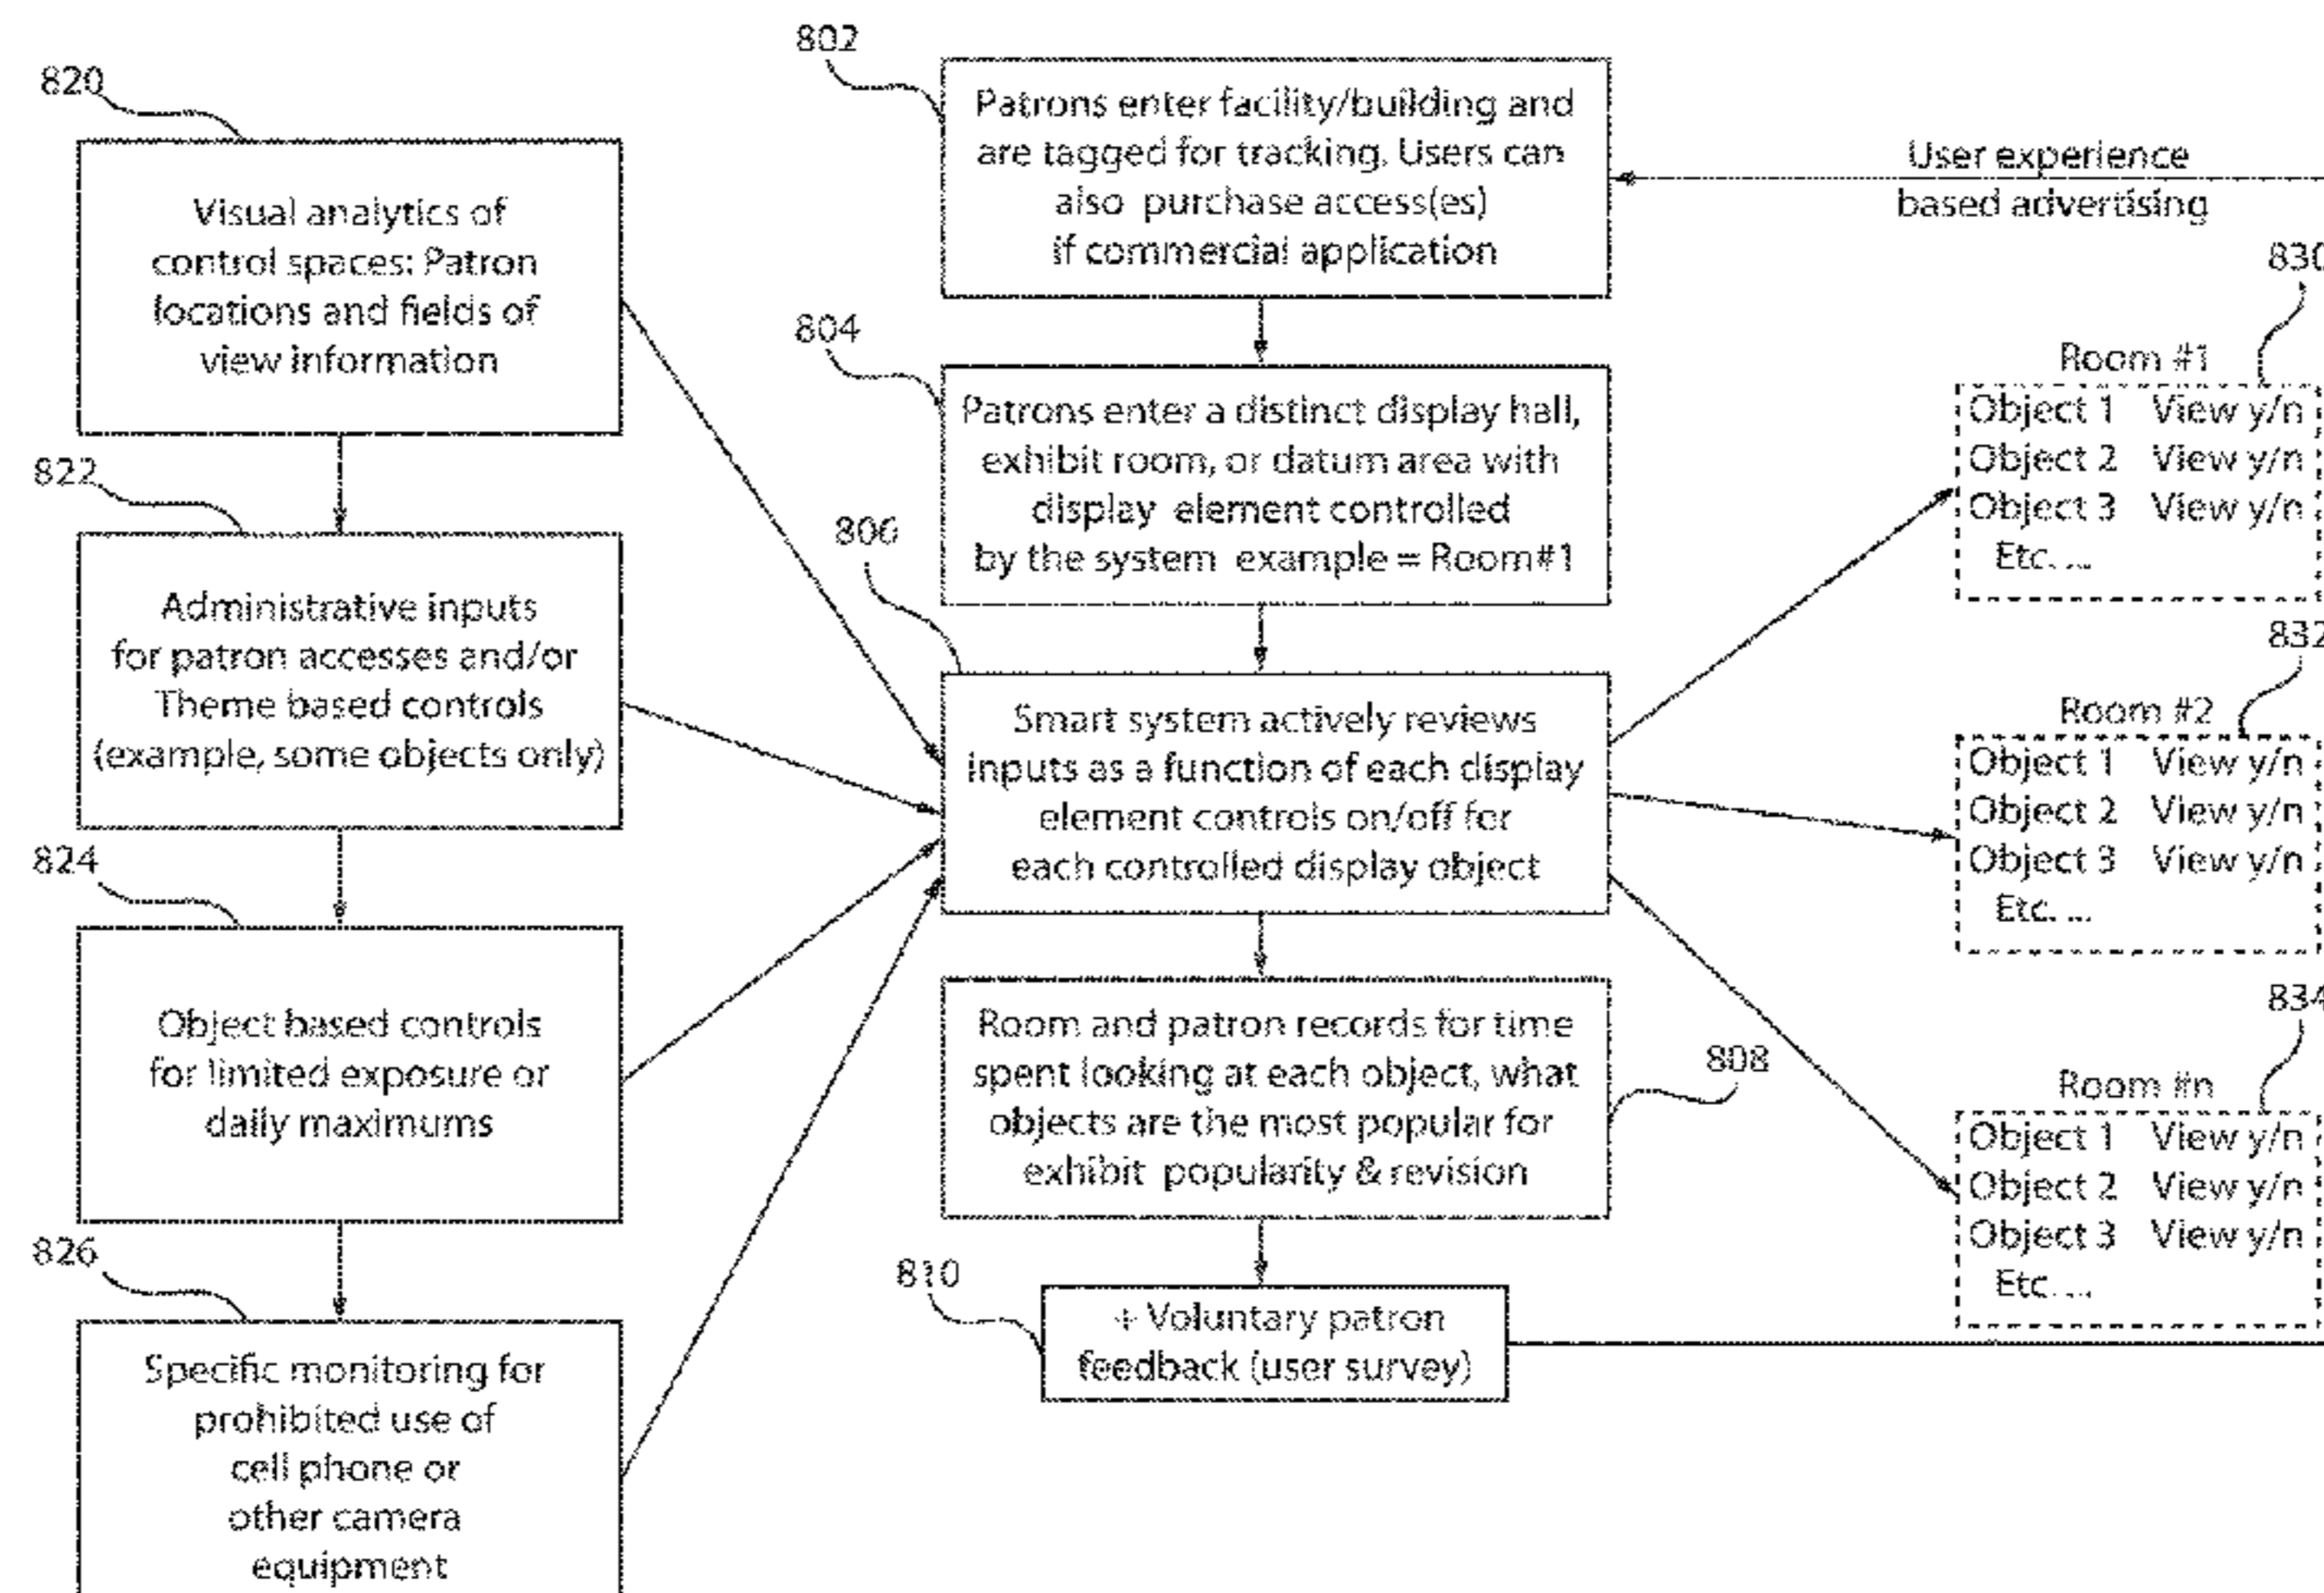 820
Visual analytics of
control spaces: Patron
locations and fields of
view information
822
Administrative inputs
for patron accesses and/or
Theme based controls
(example, some objects only)
824
Object based controls
for limited exposure or
daily maximums
826
Specific monitoring for
prohibited use of
cell phone or
other camera
equipment
802
Patrons enter facility/building and
are tagged for tracking. Users can
also purchase access(es)
if commercial application
804
Patrons enter a distinct display hall,
exhibit room, or datum area with
display element controlled
by the system example = Room#1
806
Smart system actively reviews
inputs as a function of each display
element controls on/off for
each controlled display object
Room and patron records for time
spent looking at each object, what
objects are the most popular for
exhibit popularity & revision
808
810
+ Voluntary patron
feedback (user survey)
User experience
based advertising
830
Room #1
Object 1 View y/n
Object 2 View y/n
Object 3 View y/n
Etc. ...
832
Room #2
Object 1 View y/n
Object 2 View y/n
Object 3 View y/n
Etc. ...
834
Room #n
Object 1 View y/n
Object 2 View y/n
Object 3 View y/n
Etc. ...